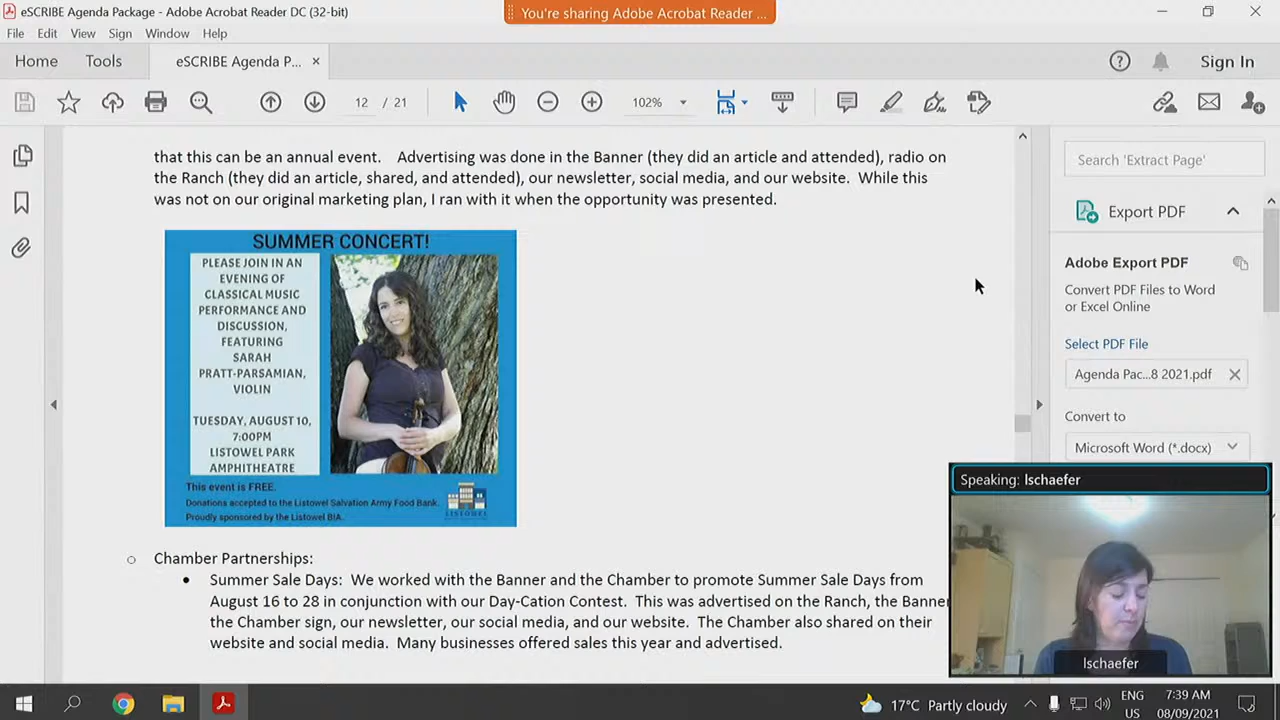 eSCRIBE Agenda Package - Adobe Acrobat Reader DC (32-bit)
You're sharing Adobe Acrobat Reader ...
File Edit View Sign Window Help
Home Tools eSCRIBE Agenda P... × Sign In
12 / 21 102%
that this can be an annual event. Advertising was done in the Banner (they did an article and attended), radio on
the Ranch (they did an article, shared, and attended), our newsletter, social media, and our website. While this
was not on our original marketing plan, I ran with it when the opportunity was presented.
SUMMER CONCERT!
PLEASE JOIN IN AN
EVENING OF
CLASSICAL MUSIC
PERFORMANCE AND
DISCUSSION,
FEATURING
SARAH
PRATT-PARSAMIAN,
VIOLIN
TUESDAY, AUGUST 10,
7:00PM
LISTOWEL PARK
AMPHITHEATRE
This event is FREE.
Donations accepted to the Listowel Salvation Army Food Bank.
Proudly sponsored by the Listowel BIA.
LISTOWEL
Chamber Partnerships:
Summer Sale Days: We worked with the Banner and the Chamber to promote Summer Sale Days from
August 16 to 28 in conjunction with our Day-Cation Contest. This was advertised on the Ranch, the Banner
the Chamber sign, our newsletter, our social media, and our website. The Chamber also shared on their
website and social media. Many businesses offered sales this year and advertised.
Search 'Extract Page'
Export PDF
Adobe Export PDF
Convert PDF Files to Word
or Excel Online
Select PDF File
Agenda Pac...8 2021.pdf
Convert to
Microsoft Word (*.docx)
Speaking: lschaefer
lschaefer
17°C Partly cloudy
ENG
US
7:39 AM
08/09/2021